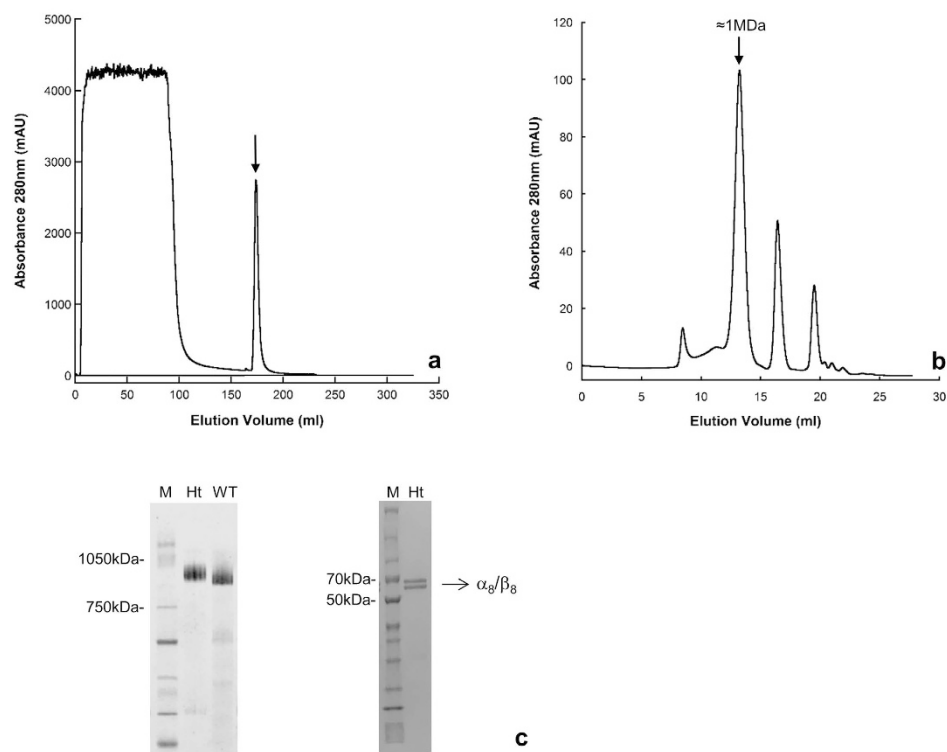 5000
4000
3000
2000
1000
0
Absorbance 280nm (mAU)
0 50 100 150 200 250 300 350
Elution Volume (ml)
a
≈1MDa
120
100
80
60
40
20
0
Absorbance 280nm (mAU)
0 5 10 15 20 25 30
Elution Volume (ml)
b
M Ht WT
1050kDa-
750kDa-
M Ht
70kDa-
50kDa-
α₈/β₈
c